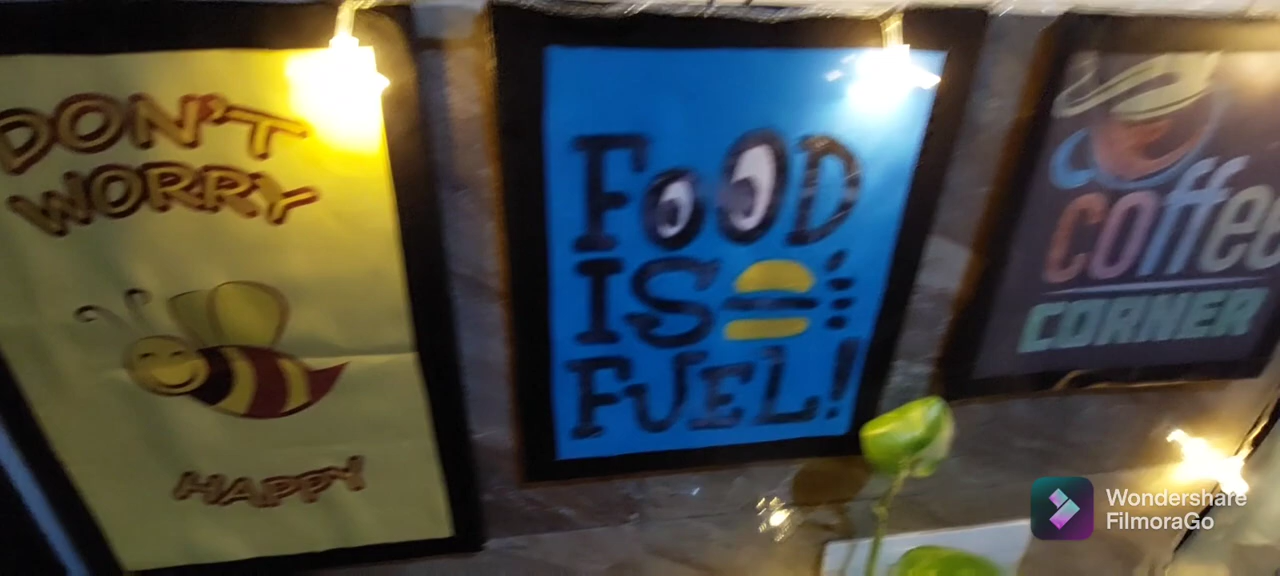 DON'T
WORRY
HAPPY
FOOD
IS
FUEL!
coffee
CORNER
Wondershare
FilmoraGo